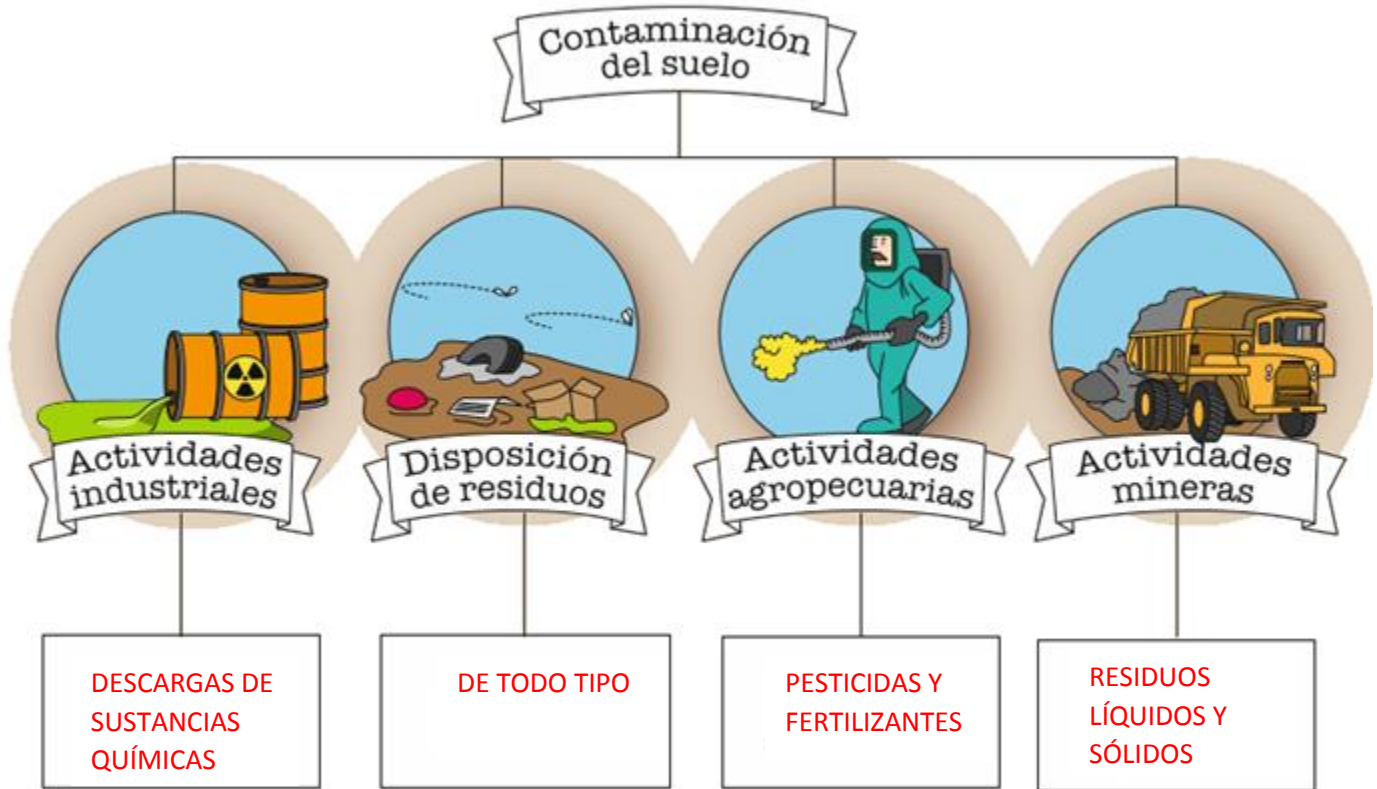 Contaminación
del suelo
Actividades
industriales
Disposición
de residuos
Actividades
agropecuarias
Actividades
mineras
DESCARGAS DE
SUSTANCIAS
QUÍMICAS
DE TODO TIPO
PESTICIDAS Y
FERTILIZANTES
RESIDUOS
LÍQUIDOS Y
SÓLIDOS